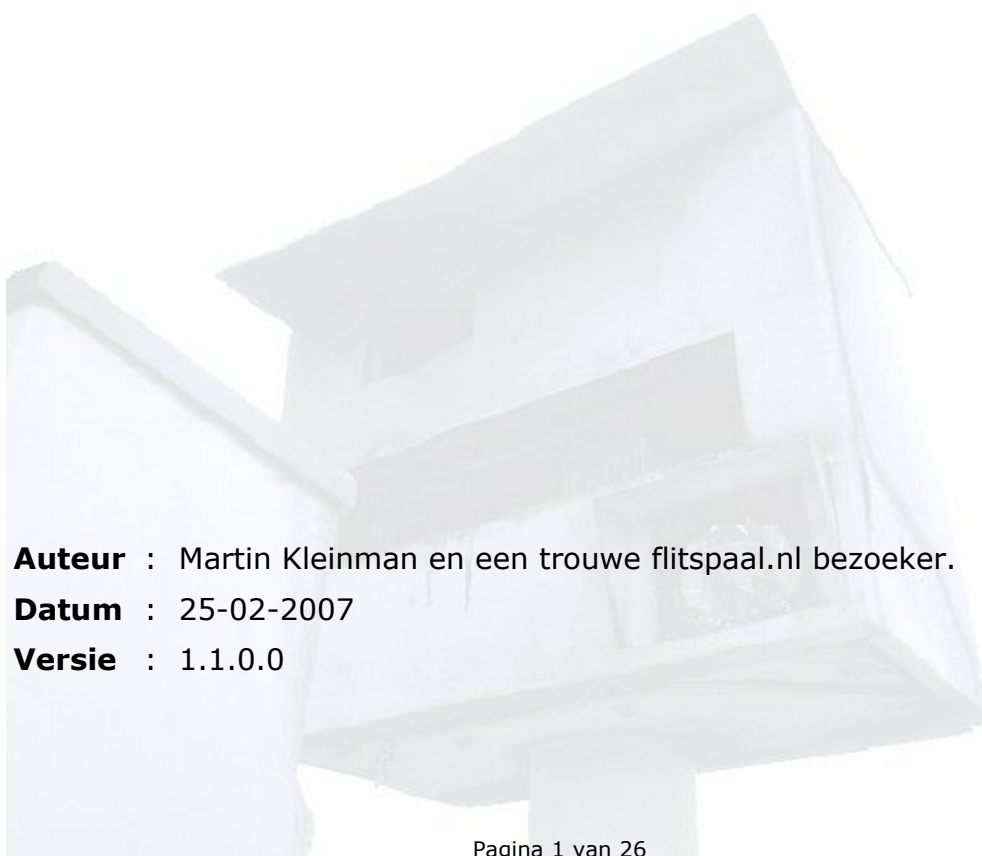 Auteur : Martin Kleinman en een trouwe flitspaal.nl bezoeker.
Datum : 25-02-2007
Versie : 1.1.0.0
Pagina 1 van 26